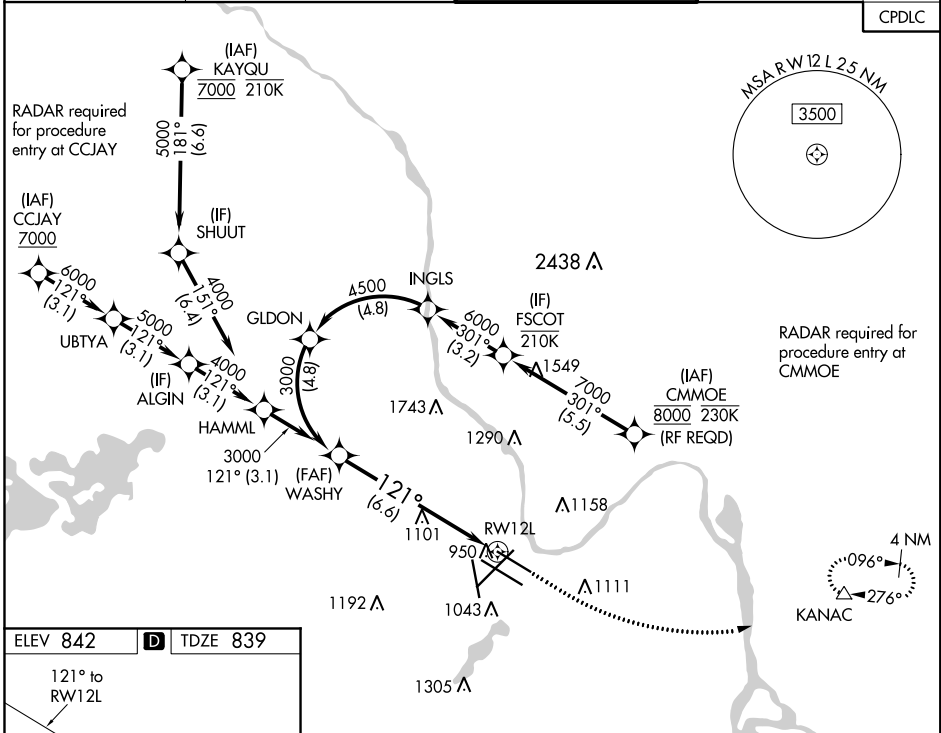 CPDLC
(IAF)
KAYQU
7000 210K
RADAR required
for procedure
entry at CCJAY
5000
181°
(6.6)
MSA RW 12 L 25 NM
3500
(IAF)
CCJAY
7000
(IF)
SHUUT
6000
121°
(3.1)
UBTYA
5000
121°
(3.1)
(IF)
ALGIN
4000
151°
(6.4)
4000
121°
(3.1)
HAMML
3000
121° (3.1)
GLDON
4500
(4.8)
INGLS
3000
(4.8)
2438
(IF)
FSCOT
210K
6000
301°
(3.2)
1549
7000
301°
(5.5)
(IAF)
CMMOE
8000 230K
(RF REQD)
RADAR required for
procedure entry at
CMMOE
1743
1290
(FAF)
WASHY
121°
(6.6)
1101
1158
RW12L
950
1111
1192
1043
1305
4 NM
096°
276°
KANAC
ELEV 842 D TDZE 839
121° to
RW12L